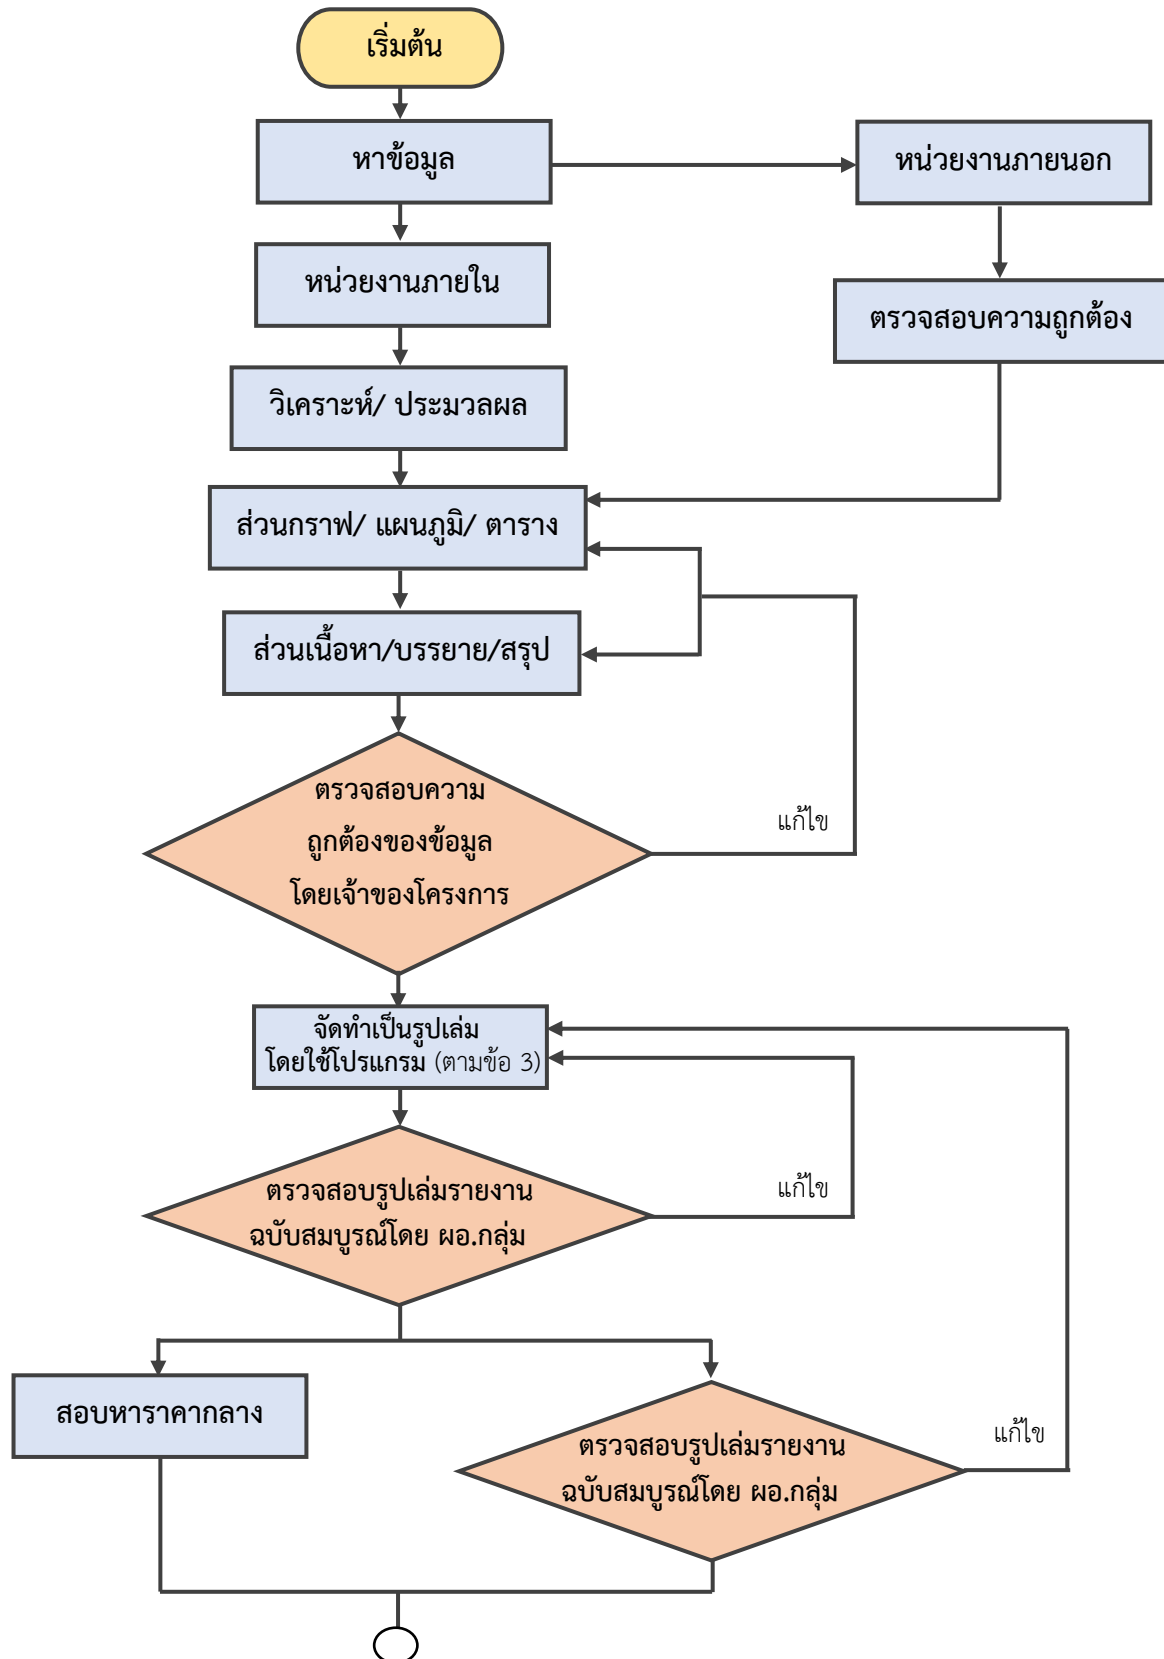 เริ่มต้น
หาข้อมูล
หน่วยงานภายนอก
หน่วยงานภายใน
ตรวจสอบความถูกต้อง
วิเคราะห์/ ประมวลผล
ส่วนกราฟ/ แผนภูมิ/ ตาราง
ส่วนเนื้อหา/บรรยาย/สรุป
ตรวจสอบความ
ถูกต้องของข้อมูล
โดยเจ้าของโครงการ
แก้ไข
จัดทำเป็นรูปเล่ม
โดยใช้โปรแกรม (ตามข้อ 3)
ตรวจสอบรูปเล่มรายงาน
ฉบับสมบูรณ์โดย ผอ.กลุ่ม
แก้ไข
สอบหาราคากลาง
ตรวจสอบรูปเล่มรายงาน
ฉบับสมบูรณ์โดย ผอ.กลุ่ม
แก้ไข